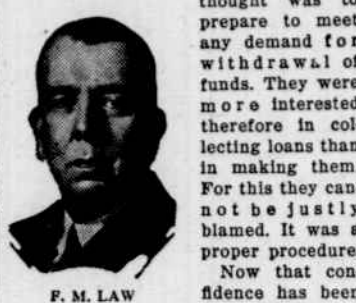 thought was to
prepare to meet
any demand for
withdrawal of
funds. They were
more interested
therefore in col
lecting loans than
in making them.
For this they can
not be justly
blamed. It was a
proper procedure
Now that con
fidence has been
F. M. LAW